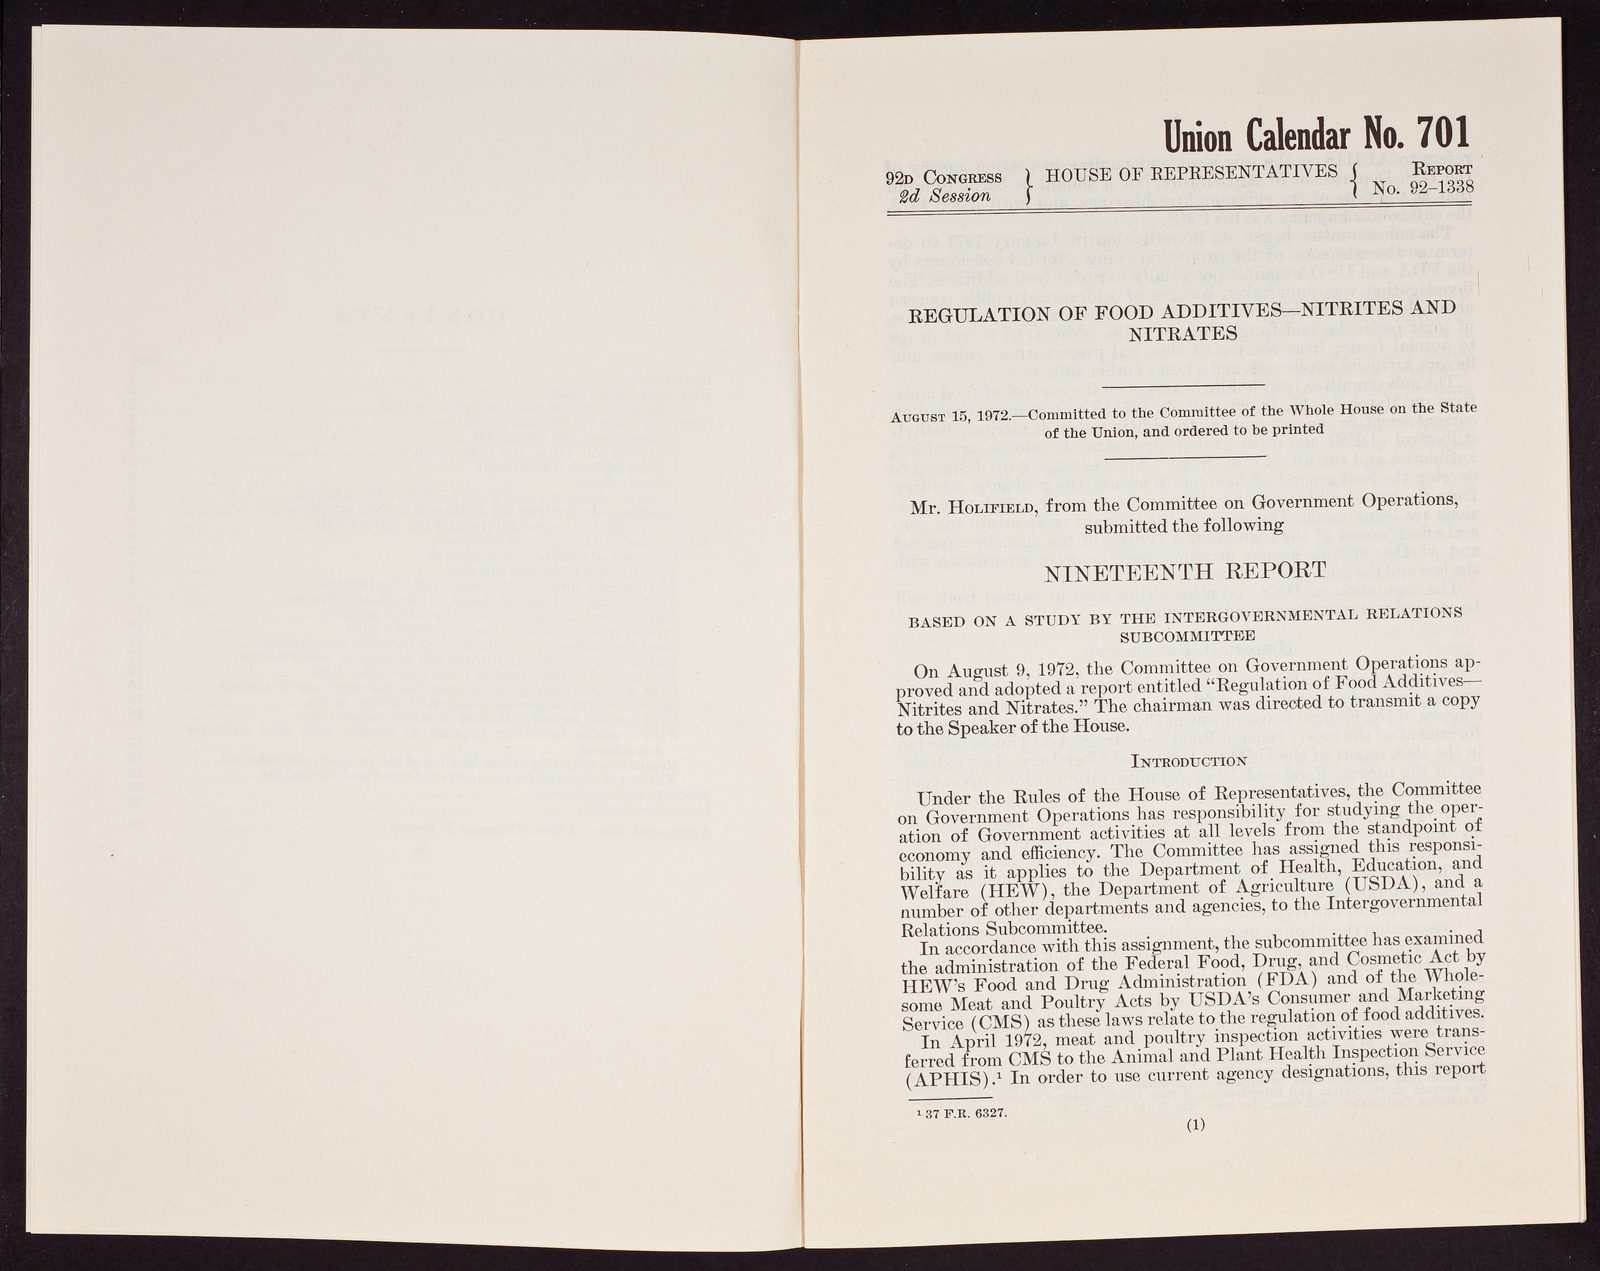 Union Calendar No. 701
92D CONGRESS } HOUSE OF REPRESENTATIVES { REPORT
2d Session } { No. 92–1338
REGULATION OF FOOD ADDITIVES—NITRITES AND
NITRATES
AUGUST 15, 1972.—Committed to the Committee of the Whole House on the State
of the Union, and ordered to be printed
Mr. HOLIFIELD, from the Committee on Government Operations,
submitted the following
NINETEENTH REPORT
BASED ON A STUDY BY THE INTERGOVERNMENTAL RELATIONS
SUBCOMMITTEE
On August 9, 1972, the Committee on Government Operations ap-
proved and adopted a report entitled “Regulation of Food Additives—
Nitrites and Nitrates.” The chairman was directed to transmit a copy
to the Speaker of the House.
INTRODUCTION
Under the Rules of the House of Representatives, the Committee
on Government Operations has responsibility for studying the oper-
ation of Government activities at all levels from the standpoint of
economy and efficiency. The Committee has assigned this responsi-
bility as it applies to the Department of Health, Education, and
Welfare (HEW), the Department of Agriculture (USDA), and a
number of other departments and agencies, to the Intergovernmental
Relations Subcommittee.
In accordance with this assignment, the subcommittee has examined
the administration of the Federal Food, Drug, and Cosmetic Act by
HEW’s Food and Drug Administration (FDA) and of the Whole-
some Meat and Poultry Acts by USDA’s Consumer and Marketing
Service (CMS) as these laws relate to the regulation of food additives.
In April 1972, meat and poultry inspection activities were trans-
ferred from CMS to the Animal and Plant Health Inspection Service
(APHIS).¹ In order to use current agency designations, this report
¹ 37 F.R. 6327.
(1)